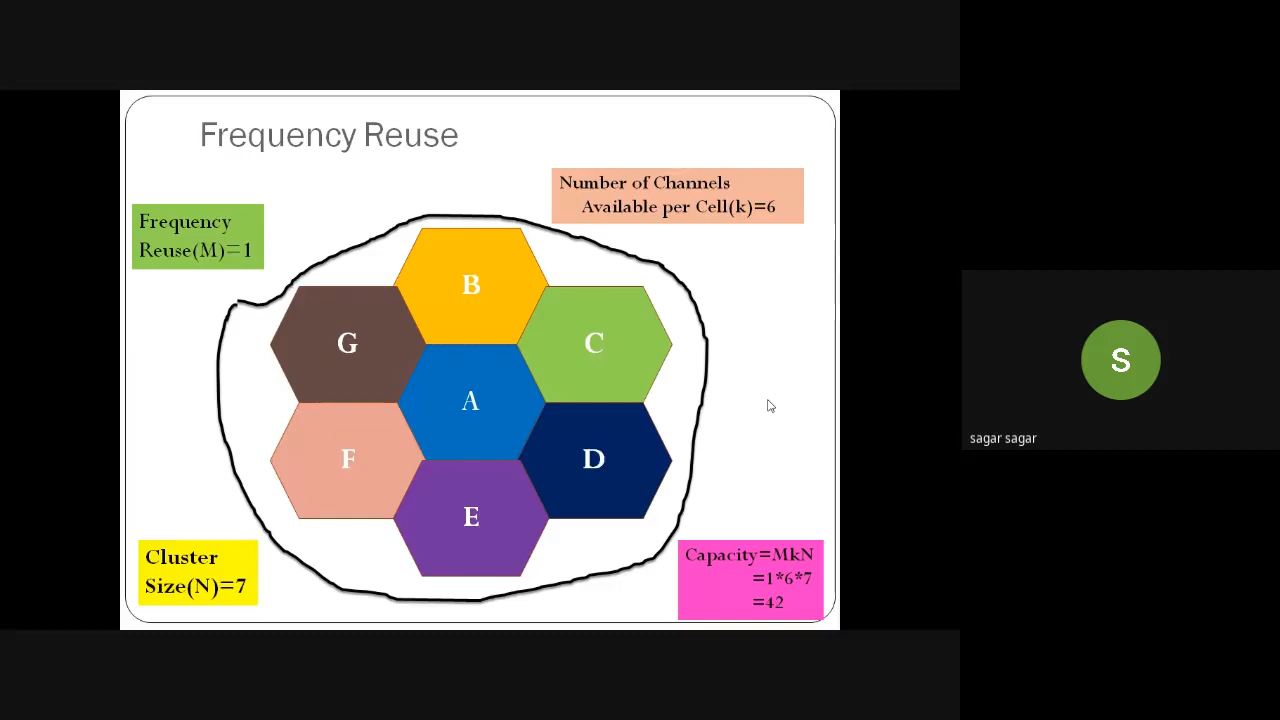 Frequency Reuse
Number of Channels
Available per Cell(k)=6
Frequency
Reuse(M)=1
B
G
C
A
F
D
E
Cluster
Size(N)=7
Capacity=MkN
=1*6*7
=42
S
sagar sagar